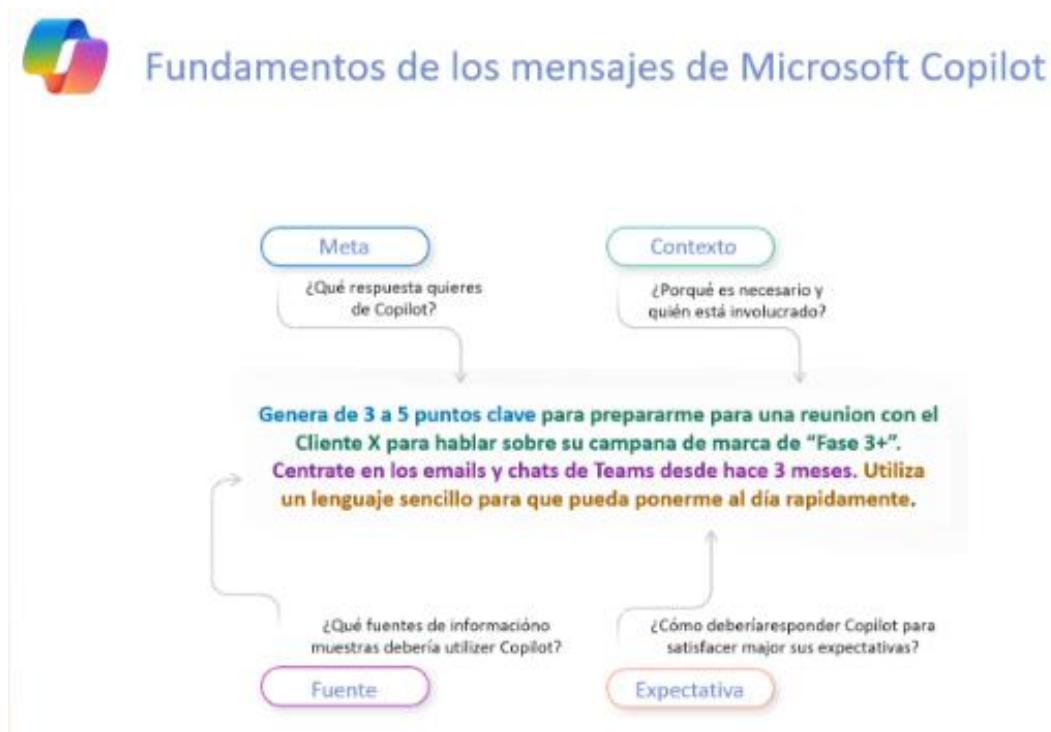 Fundamentos de los mensajes de Microsoft Copilot
Meta
¿Qué respuesta quieres
de Copilot?
Contexto
¿Porqué es necesario y
quién está involucrado?
Genera de 3 a 5 puntos clave para prepararme para una reunion con el
Cliente X para hablar sobre su campana de marca de “Fase 3+”.
Centrate en los emails y chats de Teams desde hace 3 meses. Utiliza
un lenguaje sencillo para que pueda ponerme al día rapidamente.
¿Qué fuentes de informacióno
muestras debería utilizer Copilot?
Fuente
¿Cómo deberíaresponder Copilot para
satisfacer major sus expectativas?
Expectativa